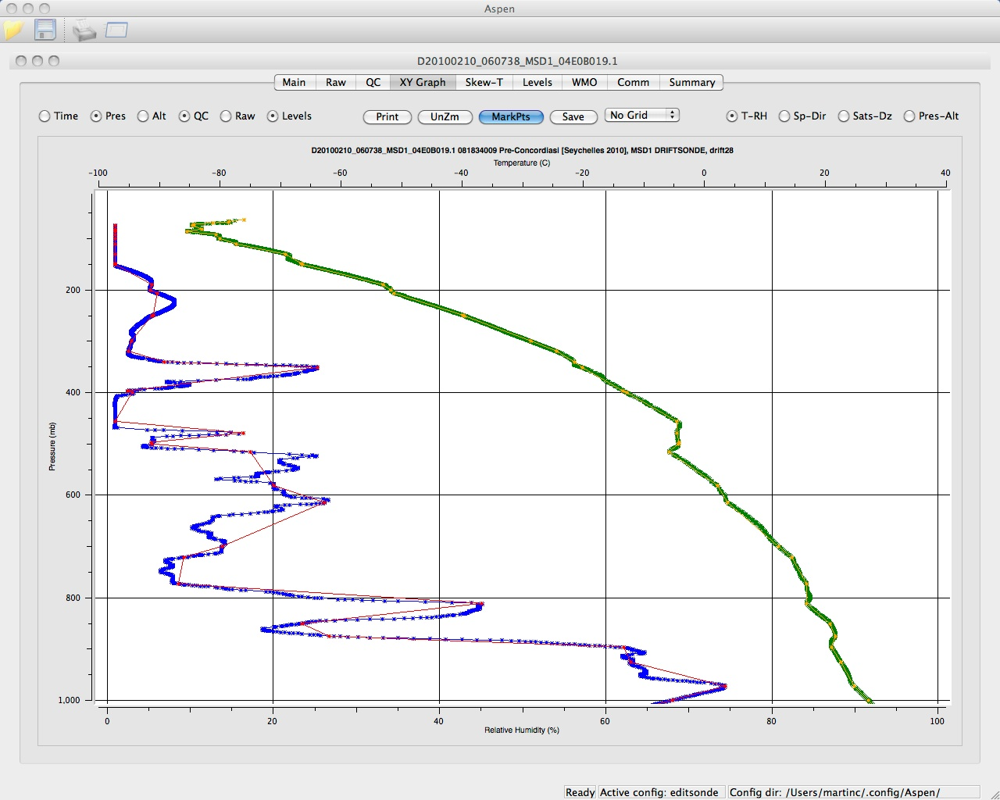 Aspen
D20100210_060738_MSD1_04E0B019.1
Main Raw QC XY Graph Skew-T Levels WMO Comm Summary
Time Pres Alt QC Raw Levels Print UnZm MarkPts Save No Grid T-RH Sp-Dir Sats-Dz Pres-Alt
D20100210_060738_MSD1_04E0B019.1 081834009 Pre-Concordiasi [Seychelles 2010], MSD1 DRIFTSONDE, drift28
Temperature (C)
-100 -80 -60 -40 -20 0 20 40
200
400
Pressure (mb)
600
800
1,000
0 20 40 60 80 100
Relative Humidity (%)
Ready Active config: editsonde Config dir: /Users/martinc/.config/Aspen/